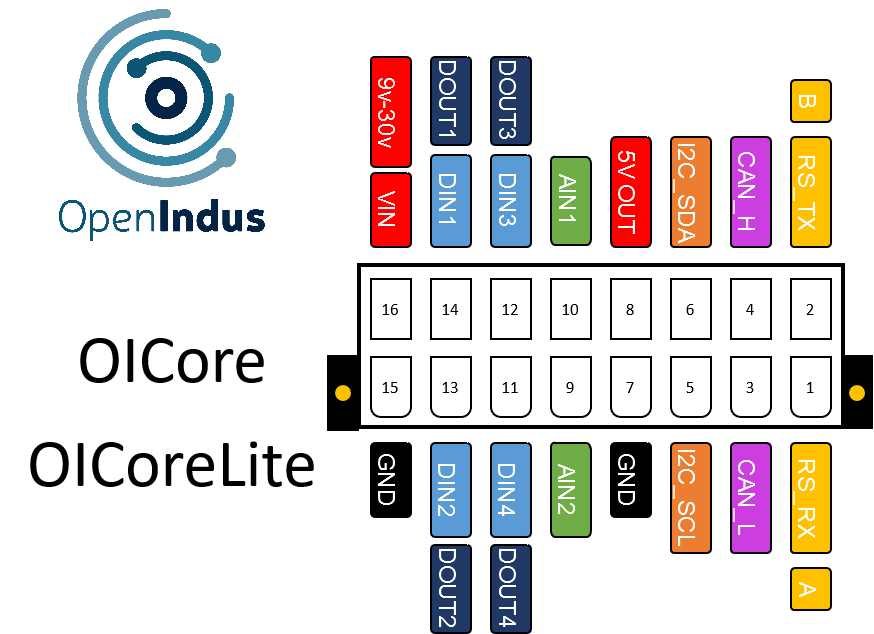 OpenIndus
OICore
OICoreLite
9v-30v
DOUT1
DOUT3
B
VIN
DIN1
DIN3
AIN1
5V OUT
I2C_SDA
CAN_H
RS_TX
16
14
12
10
8
6
4
2
15
13
11
9
7
5
3
1
GND
DIN2
DIN4
AIN2
GND
I2C_SCL
CAN_L
RS_RX
DOUT2
DOUT4
A